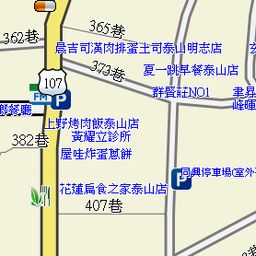 365巷
362巷
晨吉司漢肉排蛋土司泰山明志店
373巷
夏一跳早餐泰山店
107
群賢莊NO1
FM
P
上野烤肉飯泰山店
黃耀立診所
382巷
屋哇炸蛋蔥餅
同興停車場(室外
P
花蓮扁食之家泰山店
407巷